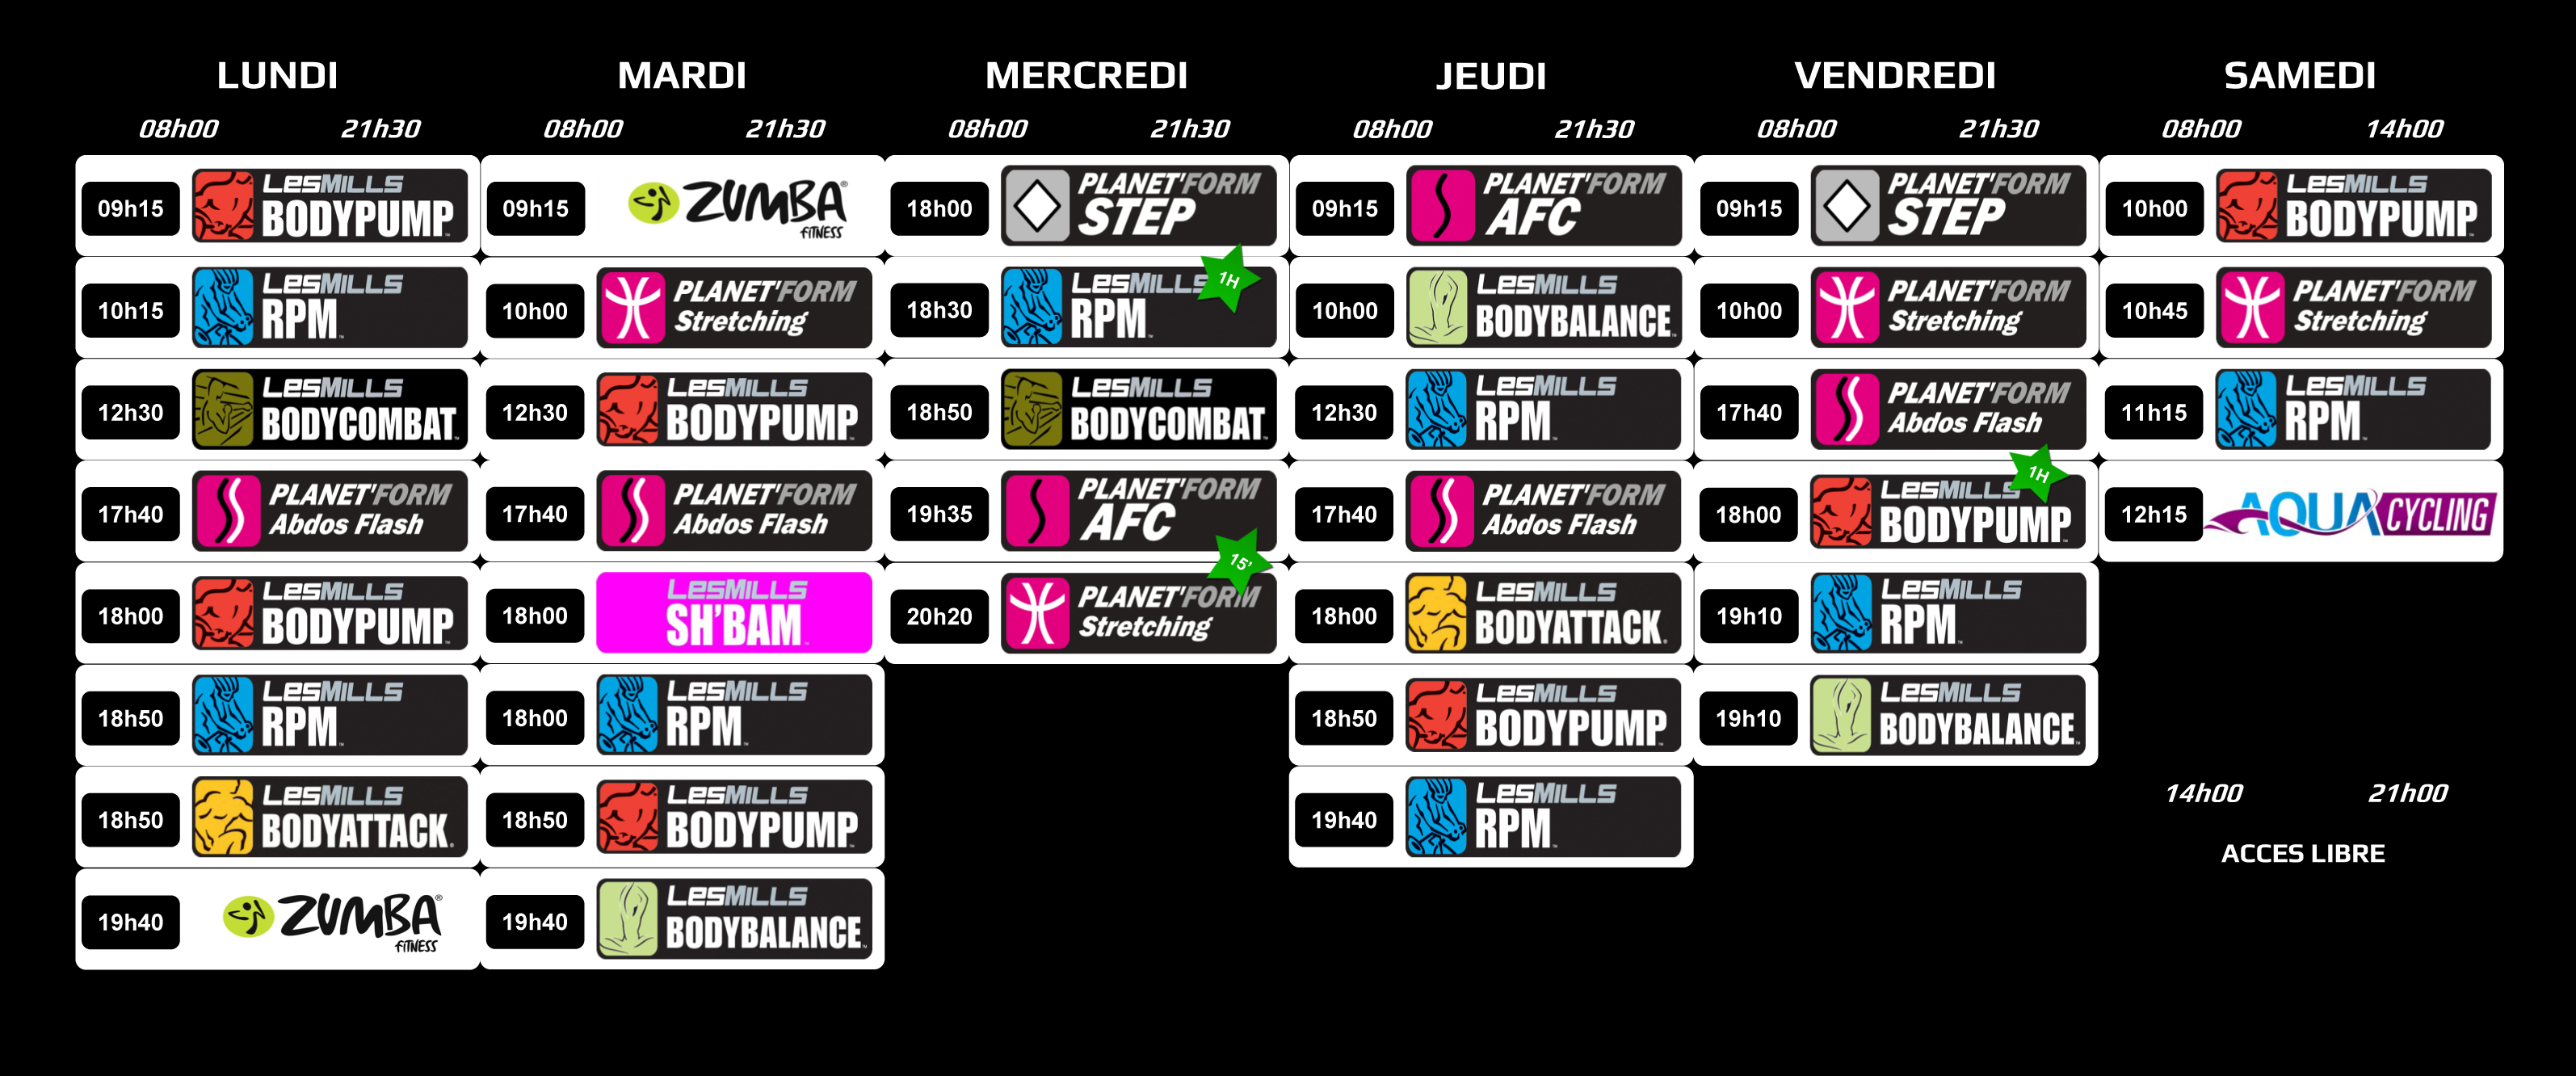 LUNDI
08h00 21h30
09h15 LESMILLS
BODYPUMP
10h15 LESMILLS
RPM
12h30 LESMILLS
BODYCOMBAT
17h40 PLANET'FORM
Abdos Flash
18h00 LESMILLS
BODYPUMP
18h50 LESMILLS
RPM
18h50 LESMILLS
BODYATTACK
19h40 ZUMBA
FITNESS
MARDI
08h00 21h30
09h15 ZUMBA
FITNESS
10h00 PLANET'FORM
Stretching
12h30 LESMILLS
BODYPUMP
17h40 PLANET'FORM
Abdos Flash
18h00 LESMILLS
SH'BAM
18h00 LESMILLS
RPM
18h50 LESMILLS
BODYPUMP
19h40 LESMILLS
BODYBALANCE
MERCREDI
08h00 21h30
18h00 PLANET'FORM
STEP
18h30 LESMILLS 1H
RPM
18h50 LESMILLS
BODYCOMBAT
19h35 PLANET'FORM
AFC
15'
20h20 PLANET'FORM
Stretching
JEUDI
08h00 21h30
09h15 PLANET'FORM
AFC
10h00 LESMILLS
BODYBALANCE
12h30 LESMILLS
RPM
17h40 PLANET'FORM
Abdos Flash
18h00 LESMILLS
BODYATTACK
18h50 LESMILLS
BODYPUMP
19h40 LESMILLS
RPM
VENDREDI
08h00 21h30
09h15 PLANET'FORM
STEP
10h00 PLANET'FORM
Stretching
17h40 PLANET'FORM
Abdos Flash
1H
18h00 LESMILLS
BODYPUMP
19h10 LESMILLS
RPM
19h10 LESMILLS
BODYBALANCE
SAMEDI
08h00 14h00
10h00 LESMILLS
BODYPUMP
10h45 PLANET'FORM
Stretching
11h15 LESMILLS
RPM
12h15 AQUA CYCLING
14h00 21h00
ACCES LIBRE